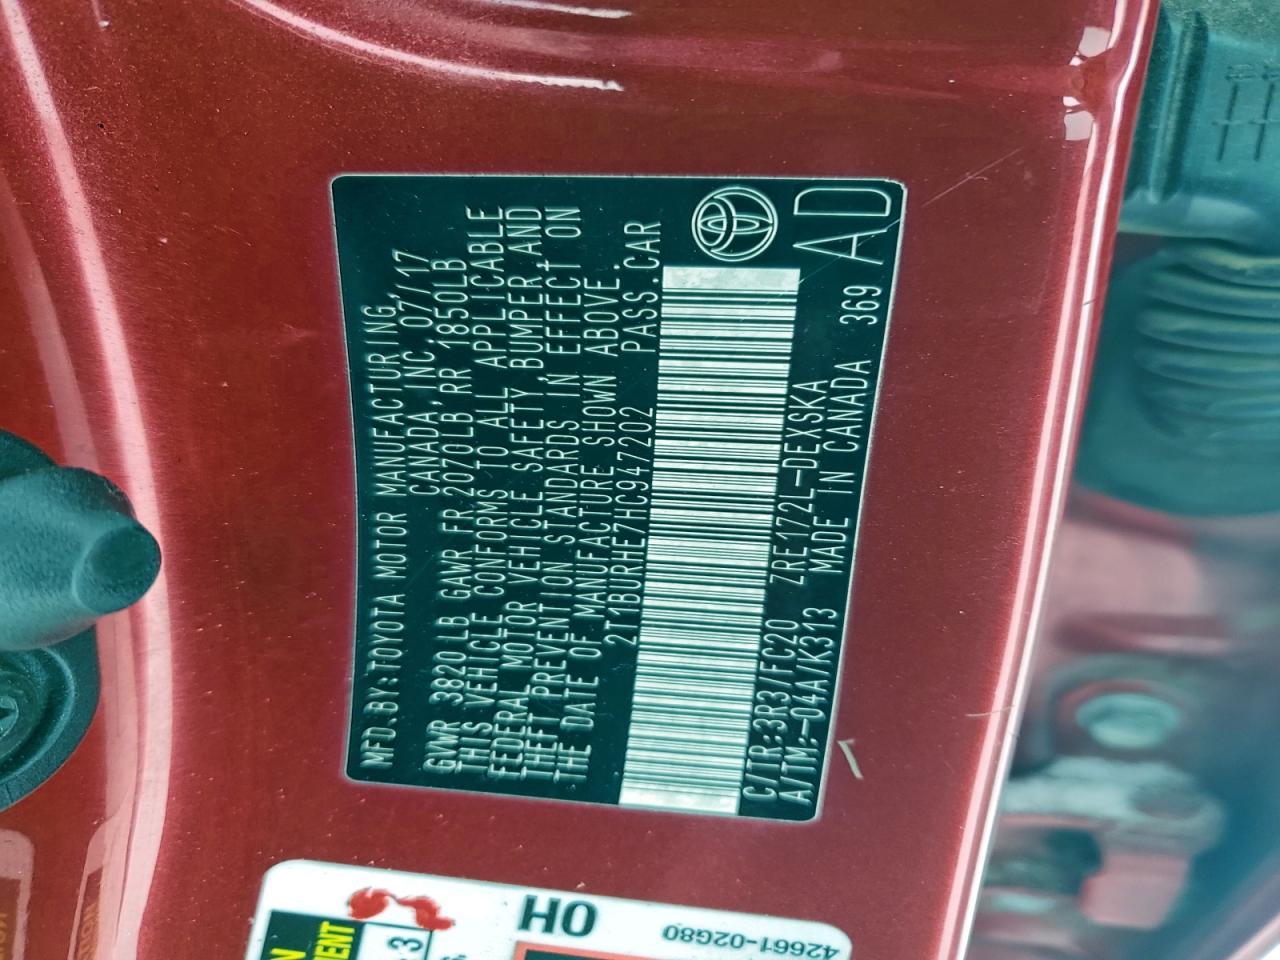 MFD.BY:TOYOTA MOTOR MANUFACTURING
CANADA, INC. 07/17
GVWR 3820LB GAWR FR 2070LB RR 1850LB
THIS VEHICLE CONFORMS TO ALL APPLICABLE
FEDERAL MOTOR VEHICLE SAFETY, BUMPER, AND
THEFT PREVENTION STANDARDS IN EFFECT ON
THE DATE OF MANUFACTURE SHOWN ABOVE.
2T1BURHE7HC947202 PASS.CAR
C/TR:3R3/FC20 ZRE172L-DEXSKA
A/TM:-04A/K313 MADE IN CANADA 369
AD
0H
42661-02G80